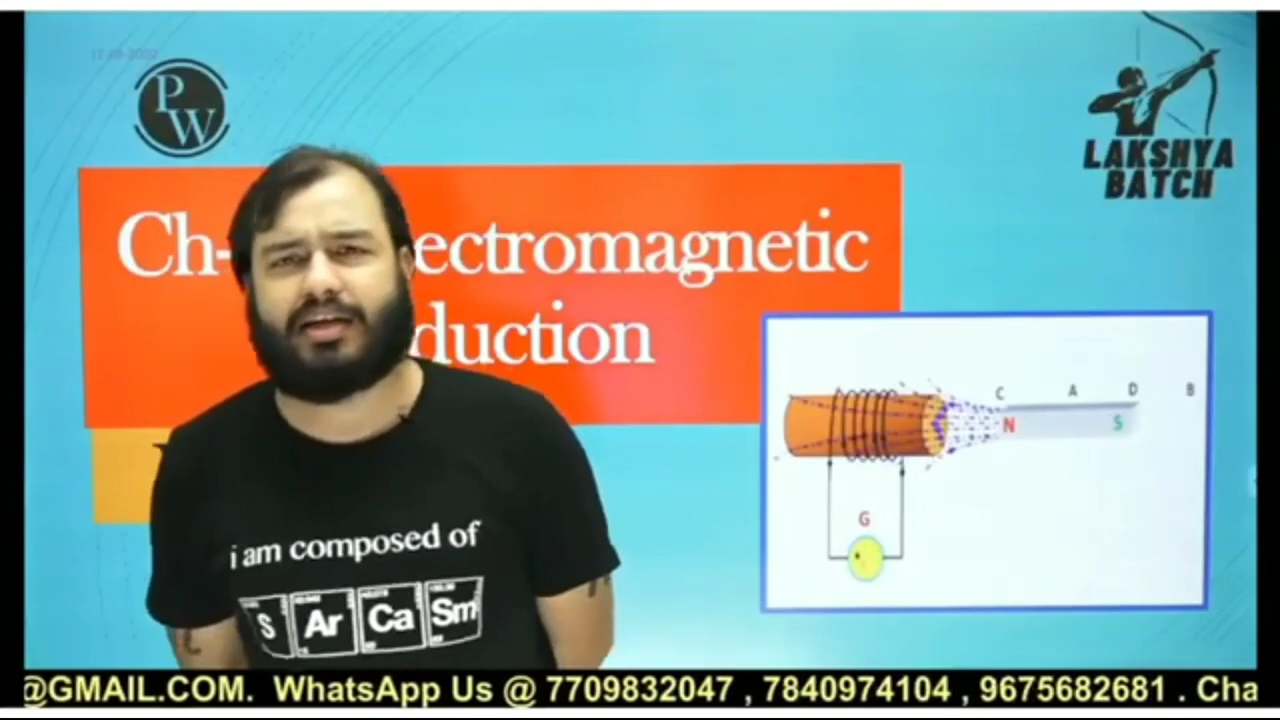 PW
LAKSHYA
BATCH
Ch- ectromagnetic
duction
C A D B
N S
G
i am composed of
S Ar Ca Sm
@GMAIL.COM. WhatsApp Us @ 7709832047 , 7840974104 , 9675682681 . Cha